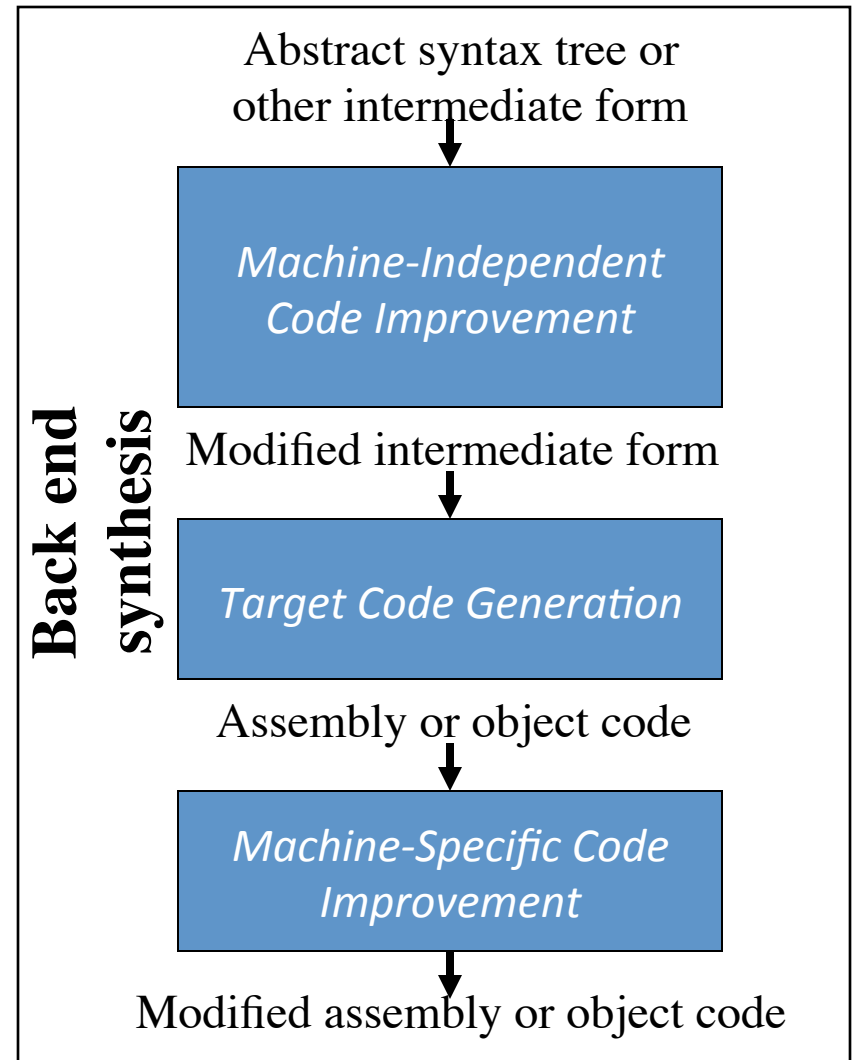 Abstract syntax tree or
other intermediate form
Machine-Independent
Code Improvement
Modified intermediate form
Back end
synthesis
Target Code Generation
Assembly or object code
Machine-Specific Code
Improvement
Modified assembly or object code